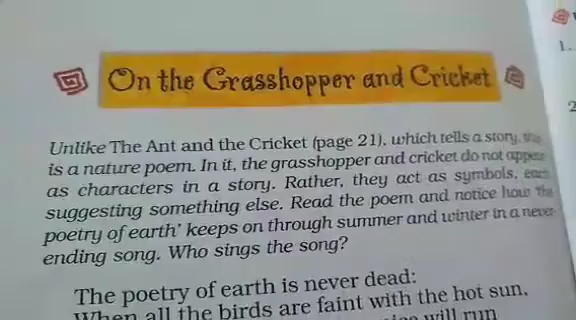 On the Grasshopper and Cricket
1.
2
Unlike The Ant and the Cricket (page 21), which tells a story, this
is a nature poem. In it, the grasshopper and cricket do not appear
as characters in a story. Rather, they act as symbols, each
suggesting something else. Read the poem and notice how 'the
poetry of earth' keeps on through summer and winter in a never-
ending song. Who sings the song?
The poetry of earth is never dead:
When all the birds are faint with the hot sun,
will run